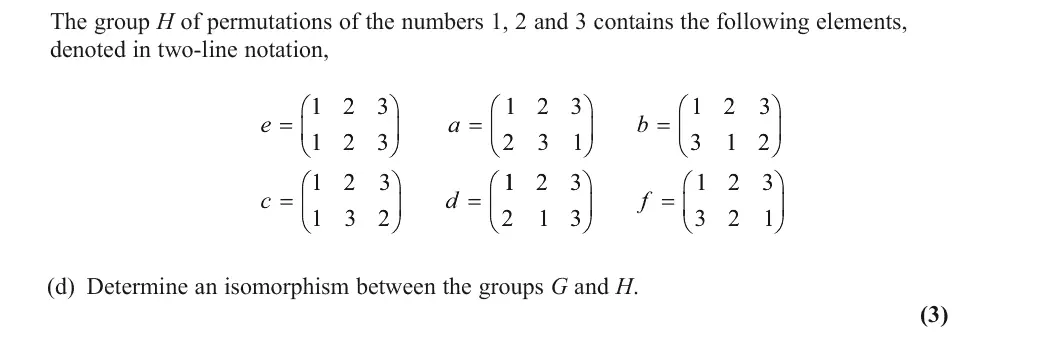 The group H of permutations of the numbers 1, 2 and 3 contains the following elements,
denoted in two-line notation,
e = (1 2 3
1 2 3) a = (1 2 3
2 3 1) b = (1 2 3
3 1 2)
c = (1 2 3
1 3 2) d = (1 2 3
2 1 3) f = (1 2 3
3 2 1)
(d) Determine an isomorphism between the groups G and H.
(3)